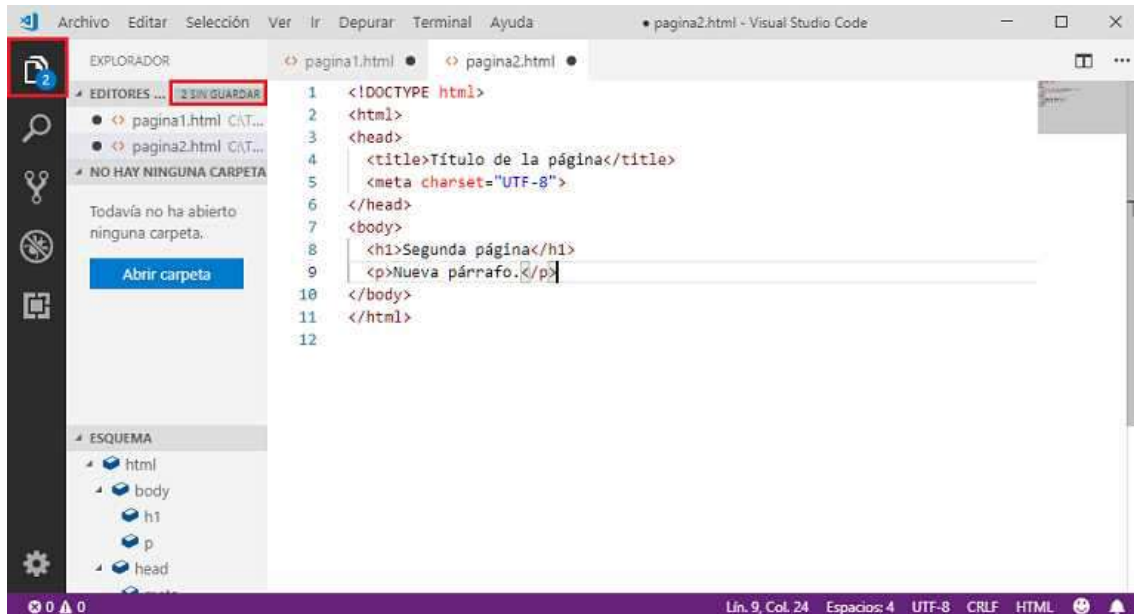 Archivo Editar Selección Ver Ir Depurar Terminal Ayuda ● pagina2.html - Visual Studio Code
2
EXPLORADOR
EDITORES ... 2 SIN GUARDAR
● <> pagina1.html C:\T...
● <> pagina2.html C:\T...
NO HAY NINGUNA CARPETA
Todavía no ha abierto
ninguna carpeta.
Abrir carpeta
ESQUEMA
html
body
h1
p
head
<> pagina1.html ● <> pagina2.html ●
1 <!DOCTYPE html>
2 <html>
3 <head>
4 <title>Título de la página</title>
5 <meta charset="UTF-8">
6 </head>
7 <body>
8 <h1>Segunda página</h1>
9 <p>Nueva párrafo.</p>
10 </body>
11 </html>
12
0 0 Lín. 9, Col. 24 Espacios: 4 UTF-8 CRLF HTML